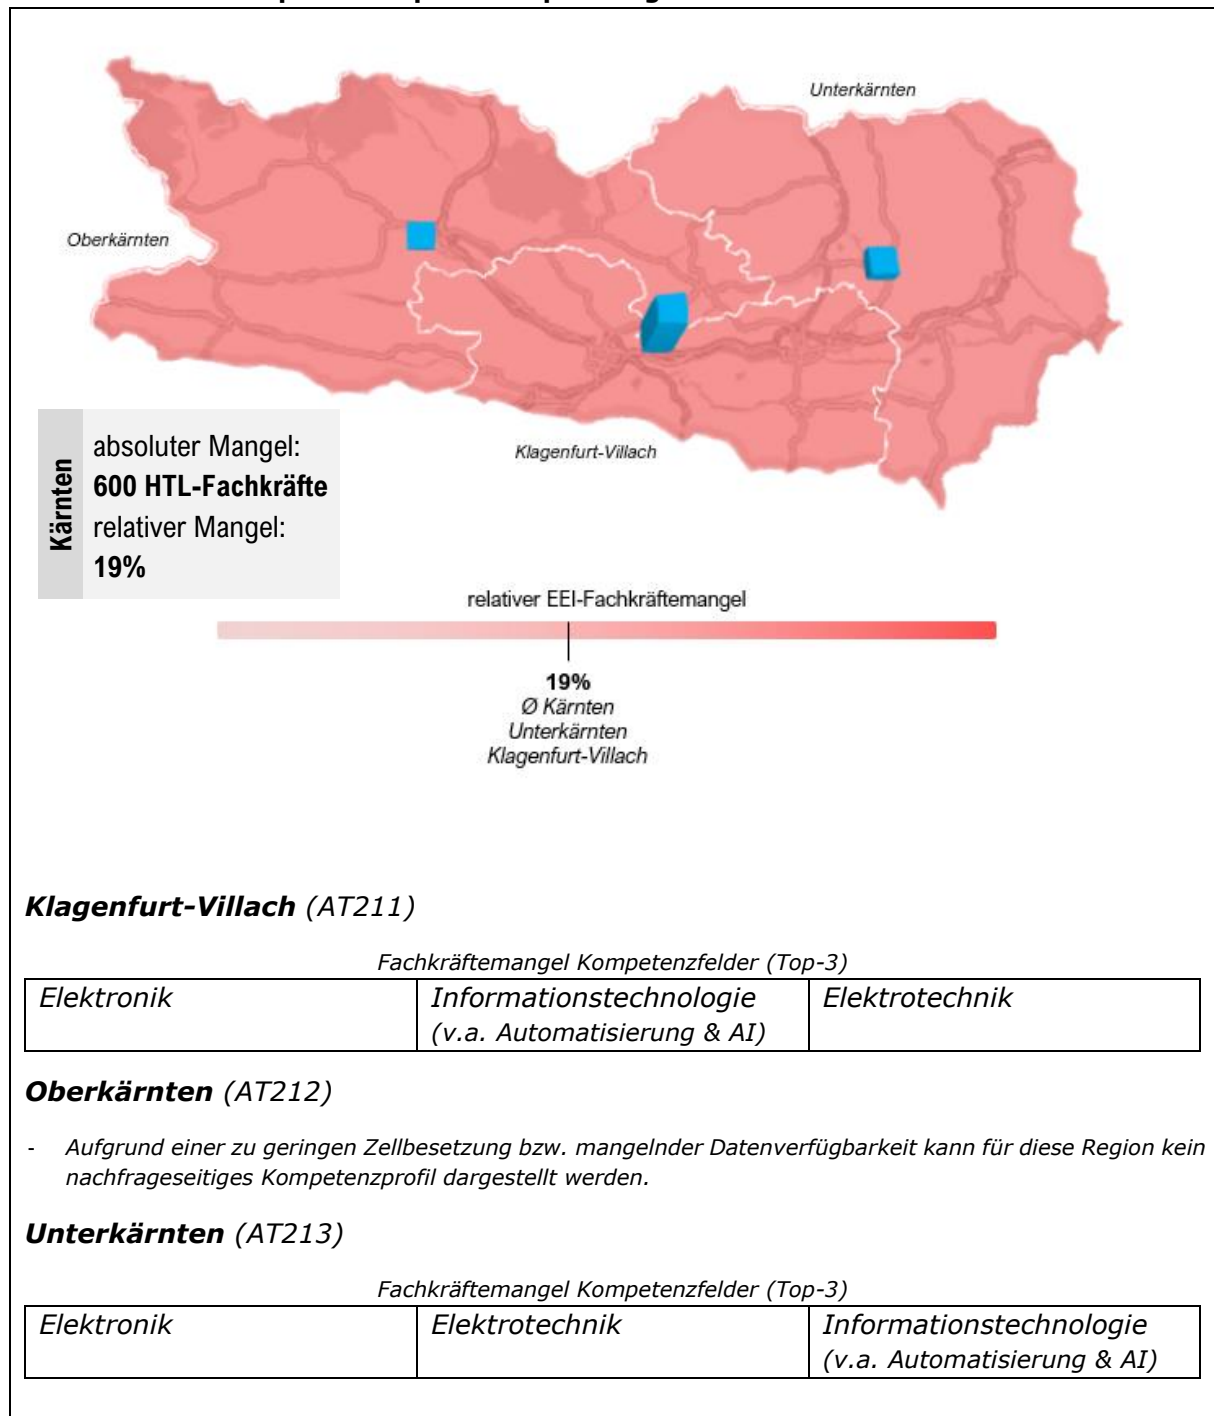 Unterkärnten
Oberkärnten
Klagenfurt-Villach
Kärnten
absoluter Mangel:
600 HTL-Fachkräfte
relativer Mangel:
19%
relativer EEI-Fachkräftemangel
19%
Ø Kärnten
Unterkärnten
Klagenfurt-Villach
Klagenfurt-Villach (AT211)
Fachkräftemangel Kompetenzfelder (Top-3)
Elektronik Informationstechnologie Elektrotechnik
(v.a. Automatisierung & AI)
Oberkärnten (AT212)
- Aufgrund einer zu geringen Zellbesetzung bzw. mangelnder Datenverfügbarkeit kann für diese Region kein
nachfrageseitiges Kompetenzprofil dargestellt werden.
Unterkärnten (AT213)
Fachkräftemangel Kompetenzfelder (Top-3)
Elektronik Elektrotechnik Informationstechnologie
(v.a. Automatisierung & AI)